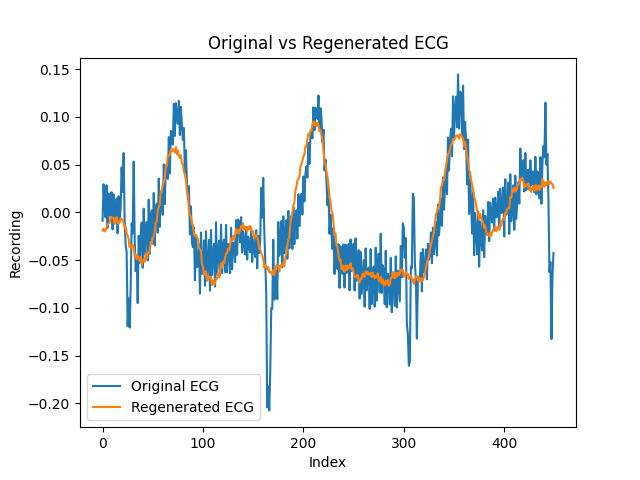 Original vs Regenerated ECG
0.15
0.10
0.05
0.00
−0.05
−0.10
−0.15
−0.20
Recording
Original ECG
Regenerated ECG
0 100 200 300 400
Index